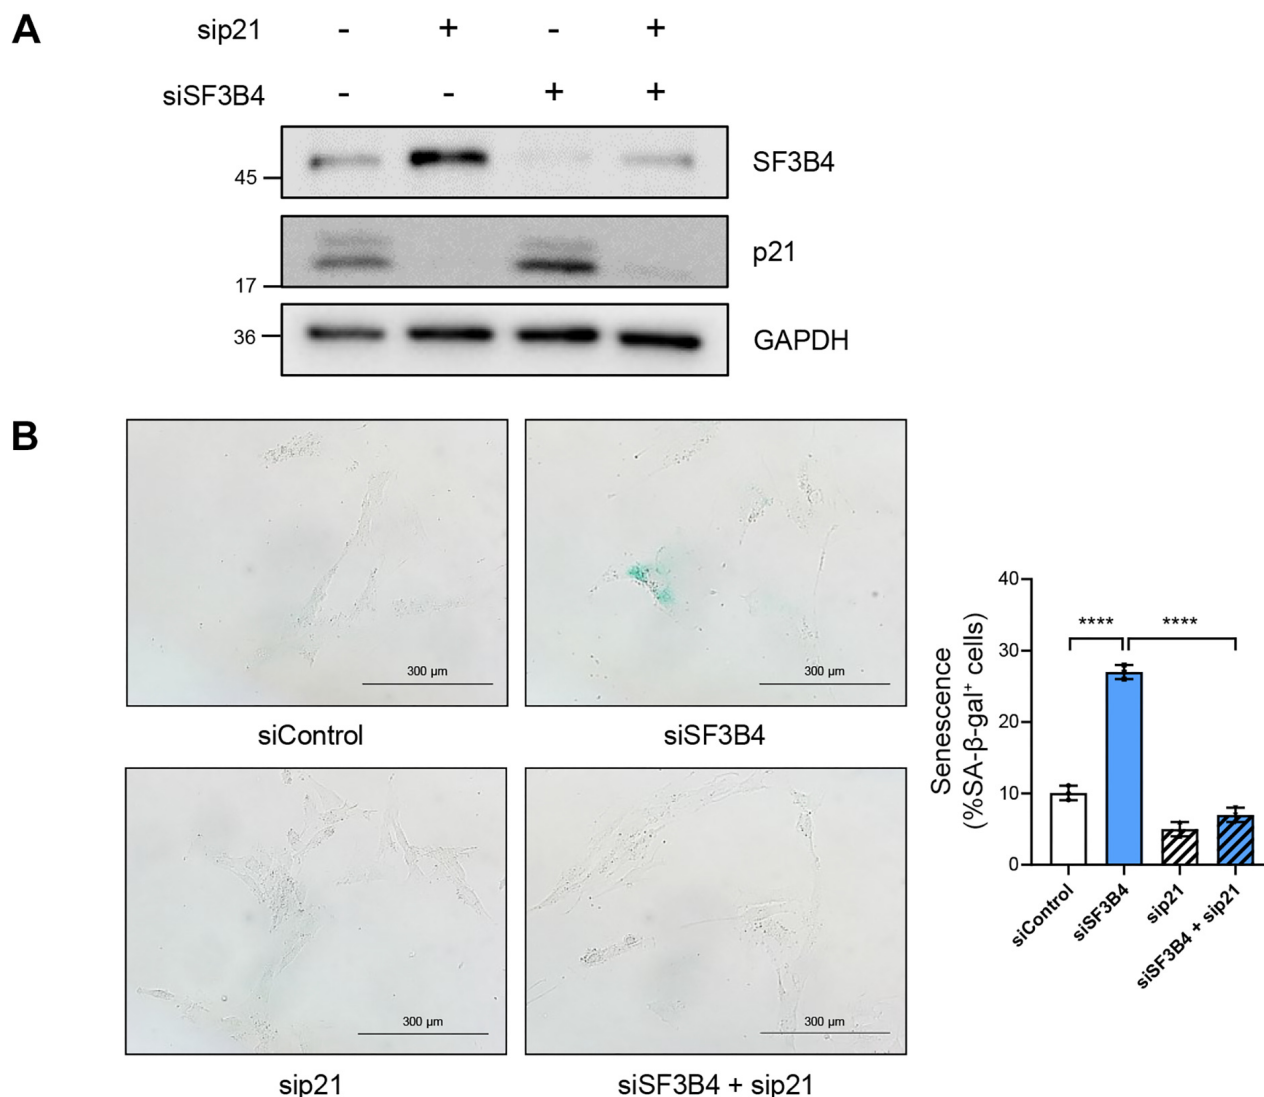 A
sip21 - + - +
siSF3B4 - - + +
45
SF3B4
17
p21
36
GAPDH
B
300 µm
300 µm
siControl
siSF3B4
300 µm
300 µm
sip21
siSF3B4 + sip21
Senescence
(%SA-β-gal⁺ cells)
40
30
20
10
0
****
****
siControl
siSF3B4
sip21
siSF3B4 + sip21